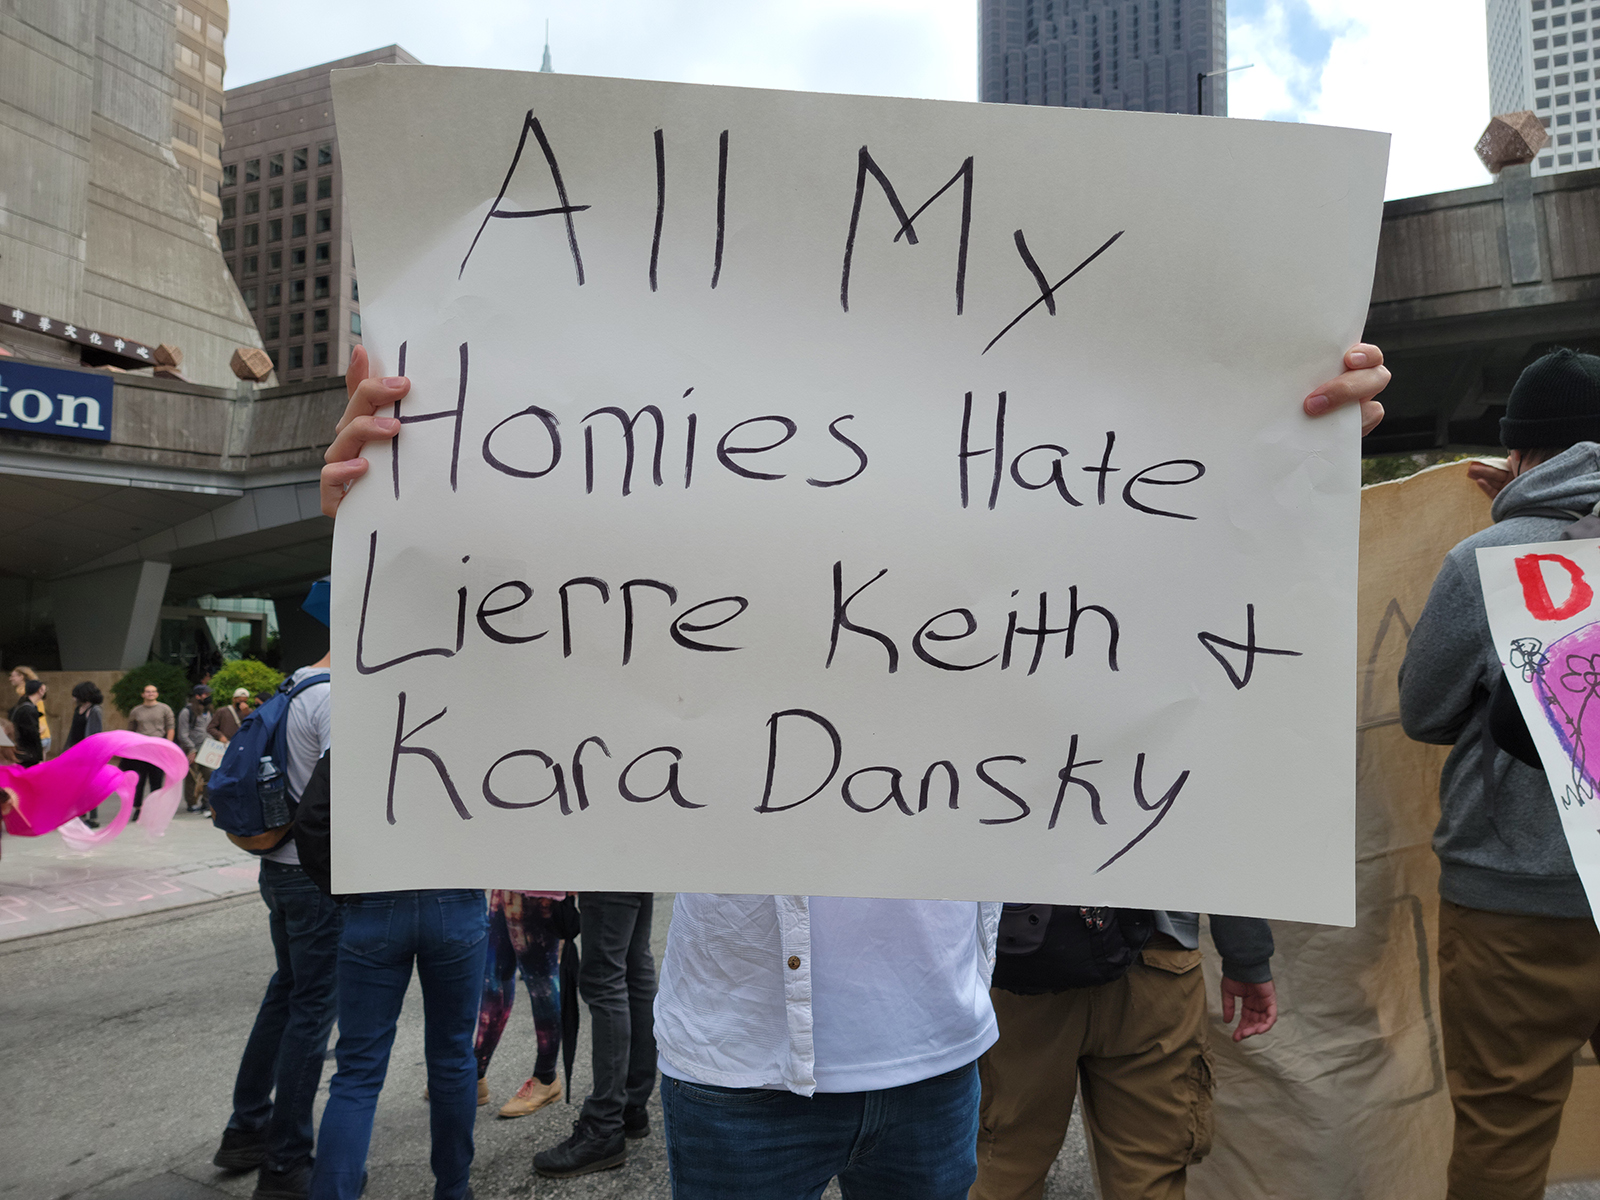 All My
Homies Hate
Lierre Keith &
Kara Dansky
中華文化中心
ton
D